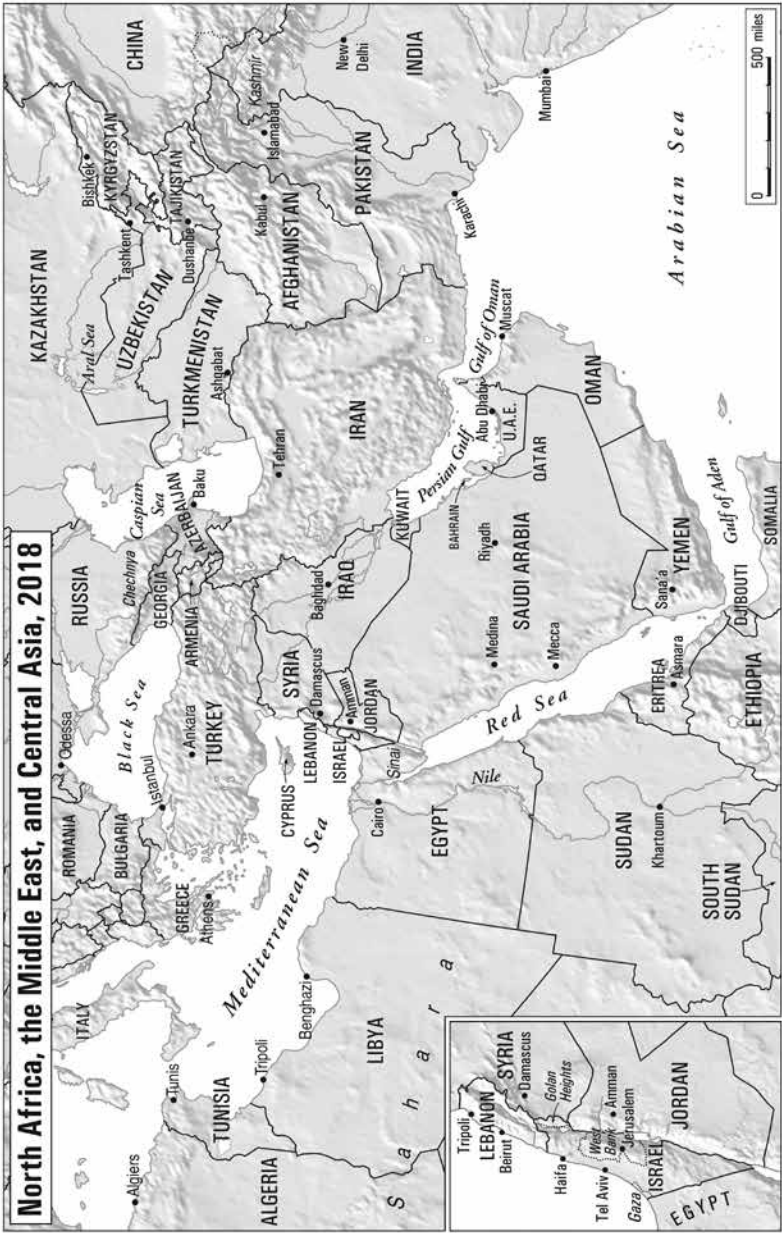 North Africa, the Middle East, and Central Asia, 2018
ROMANIA
BULGARIA
Odessa
RUSSIA
KAZAKHSTAN
CHINA
ITALY
GREECE
Athens
Istanbul
Black Sea
Ankara
TURKEY
Chechnya
GEORGIA
ARMENIA
AZERBAIJAN
Baku
Caspian
Sea
Aral Sea
UZBEKISTAN
TURKMENISTAN
Ashgabat
Tashkent
Bishkek
KYRGYZSTAN
TAJIKISTAN
Dushanbe
Kabul
AFGHANISTAN
Islamabad
Kashmir
PAKISTAN
New
Delhi
INDIA
Mumbai
Karachi
Algiers
Tunis
TUNISIA
Tripoli
ALGERIA
Mediterranean Sea
CYPRUS
LEBANON
SYRIA
Damascus
ISRAEL
Amman
JORDAN
Sinai
Baghdad
IRAQ
Tehran
IRAN
KUWAIT
Persian Gulf
BAHRAIN
QATAR
Abu Dhabi
U.A.E.
Gulf of Oman
Muscat
OMAN
Arabian Sea
Benghazi
LIBYA
Sahara
Cairo
EGYPT
Nile
Red Sea
Medina
Mecca
Riyadh
SAUDI ARABIA
Sana'a
YEMEN
Gulf of Aden
SUDAN
Khartoum
SOUTH
SUDAN
ERITREA
Asmara
ETHIOPIA
DJIBOUTI
SOMALIA
0
500 miles
Tripoli
LEBANON
Beirut
SYRIA
Damascus
Golan
Heights
Haifa
Tel Aviv
West
Bank
Amman
Jerusalem
Gaza
ISRAEL
JORDAN
EGYPT